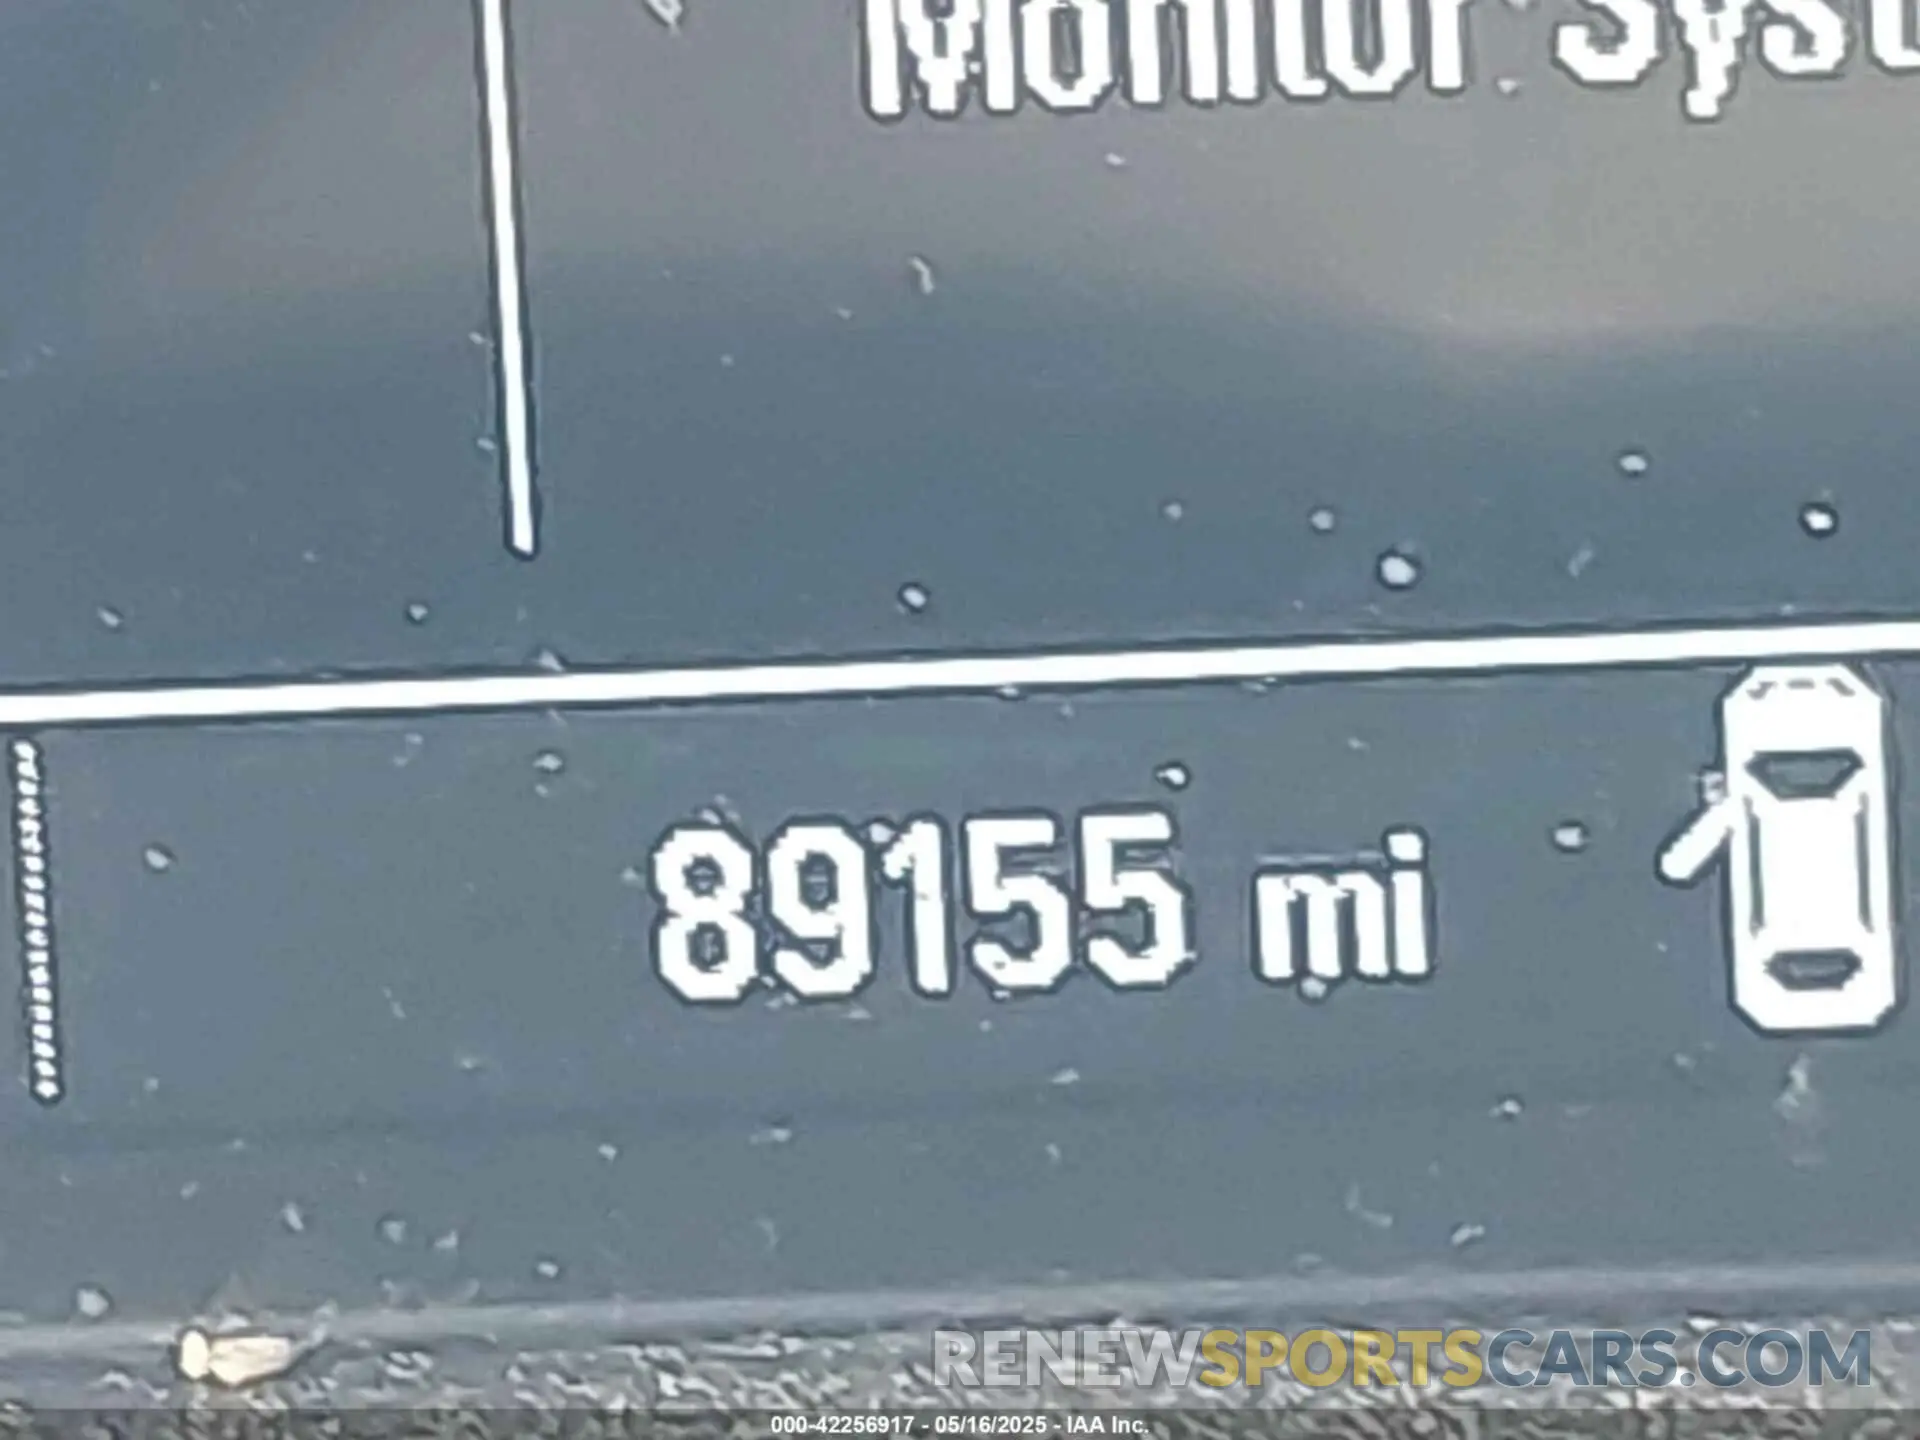 Monitor Syst
89155 mi
RENEWSPORTSCARS.COM
000-42256917 - 05/16/2025 - IAA Inc.